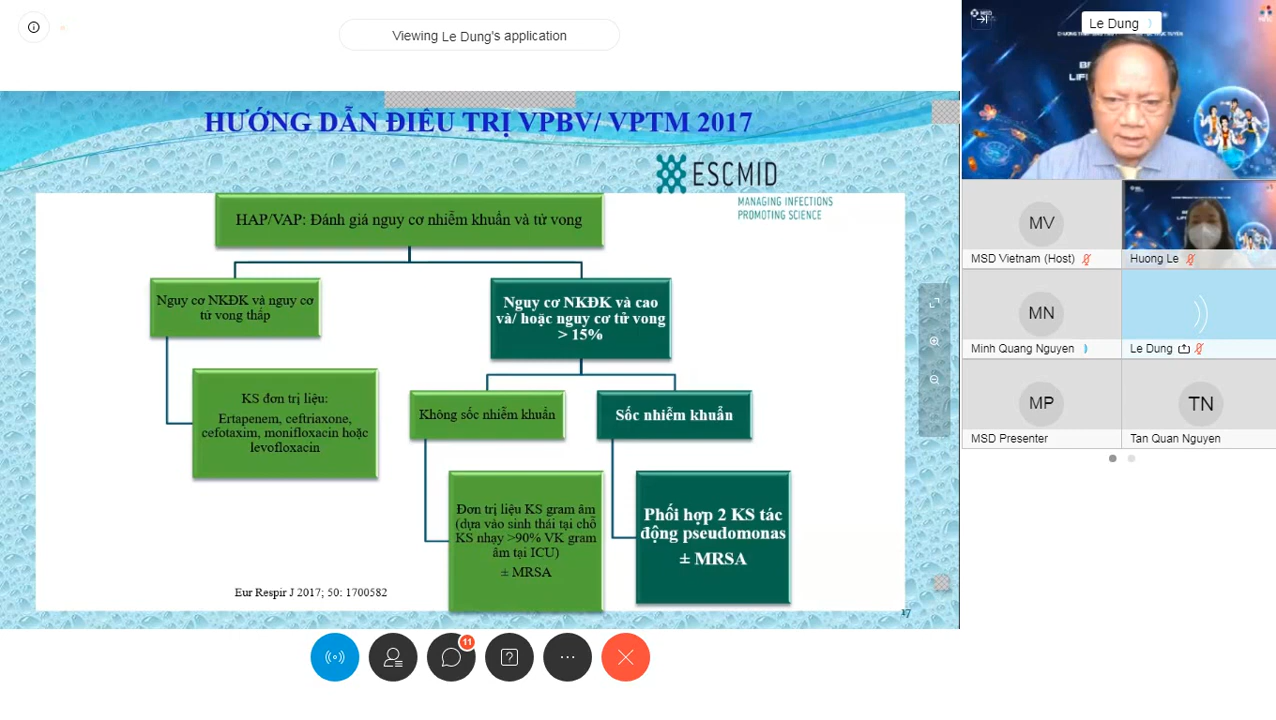 Viewing Le Dung's application
Le Dung
HƯỚNG DẪN ĐIỀU TRỊ VPBV/ VPTM 2017
ESCMID
MANAGING INFECTIONS
PROMOTING SCIENCE
HAP/VAP: Đánh giá nguy cơ nhiễm khuẩn và tử vong
Nguy cơ NKĐK và nguy cơ
tử vong thấp
Nguy cơ NKĐK và cao
và/ hoặc nguy cơ tử vong
> 15%
KS đơn trị liệu:
Ertapenem, ceftriaxone,
cefotaxim, monifloxacin hoặc
levofloxacin
Không sốc nhiễm khuẩn
Sốc nhiễm khuẩn
Đơn trị liệu KS gram âm
(dựa vào sinh thái tại chỗ
KS nhạy >90% VK gram
âm tại ICU)
± MRSA
Phối hợp 2 KS tác
động pseudomonas
± MRSA
Eur Respir J 2017; 50: 1700582
17
MV
MSD Vietnam (Host)
Huong Le
MN
Minh Quang Nguyen
Le Dung
MP
MSD Presenter
TN
Tan Quan Nguyen
11